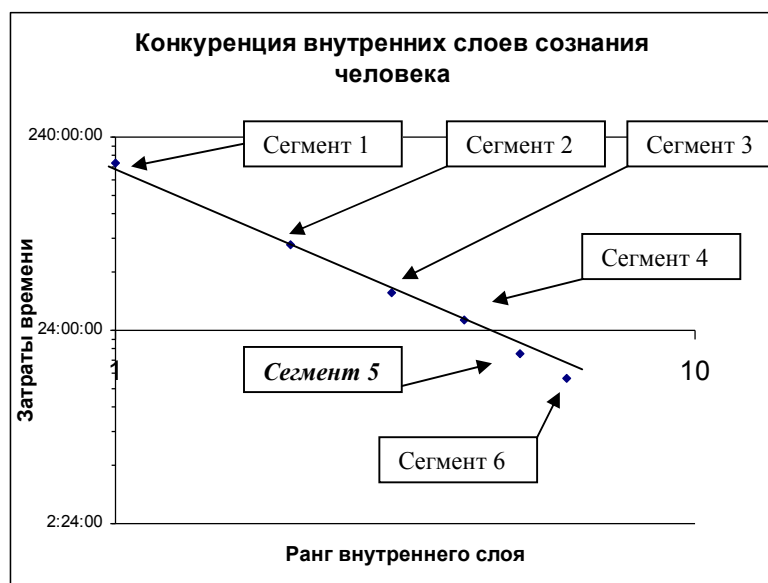 Конкуренция внутренних слоев сознания
человека
240:00:00
Сегмент 1
Сегмент 2
Сегмент 3
Сегмент 4
Затраты времени
24:00:00
1
10
Сегмент 5
Сегмент 6
2:24:00
Ранг внутреннего слоя